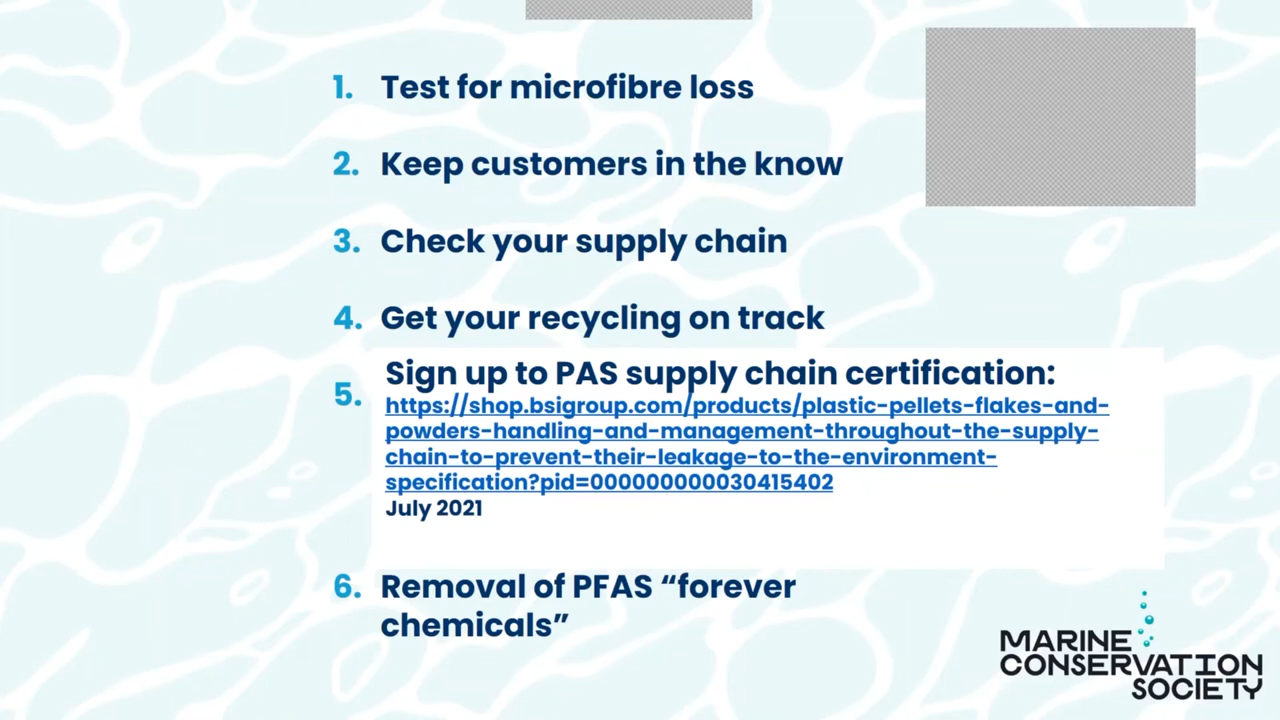 1. Test for microfibre loss
2. Keep customers in the know
3. Check your supply chain
4. Get your recycling on track
5. Sign up to PAS supply chain certification:
https://shop.bsigroup.com/products/plastic-pellets-flakes-and-
powders-handling-and-management-throughout-the-supply-
chain-to-prevent-their-leakage-to-the-environment-
specification?pid=000000000030415402
July 2021
6. Removal of PFAS “forever
chemicals”
MARINE
CONSERVATION
SOCIETY